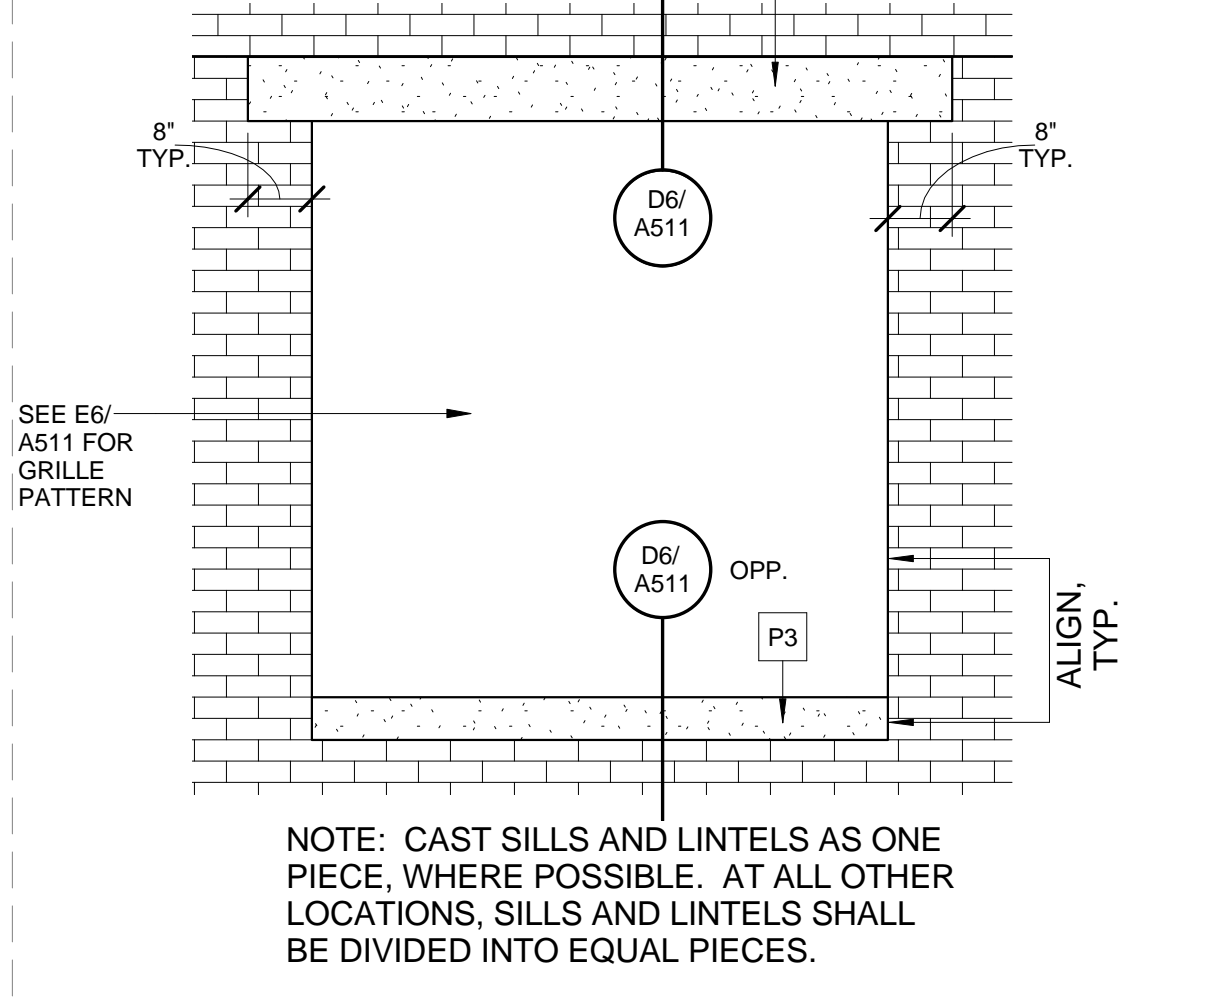 8"
TYP.
8"
TYP.
D6/
A511
SEE E6/
A511 FOR
GRILLE
PATTERN
D6/
A511
OPP.
P3
ALIGN,
TYP.
NOTE: CAST SILLS AND LINTELS AS ONE
PIECE, WHERE POSSIBLE. AT ALL OTHER
LOCATIONS, SILLS AND LINTELS SHALL
BE DIVIDED INTO EQUAL PIECES.